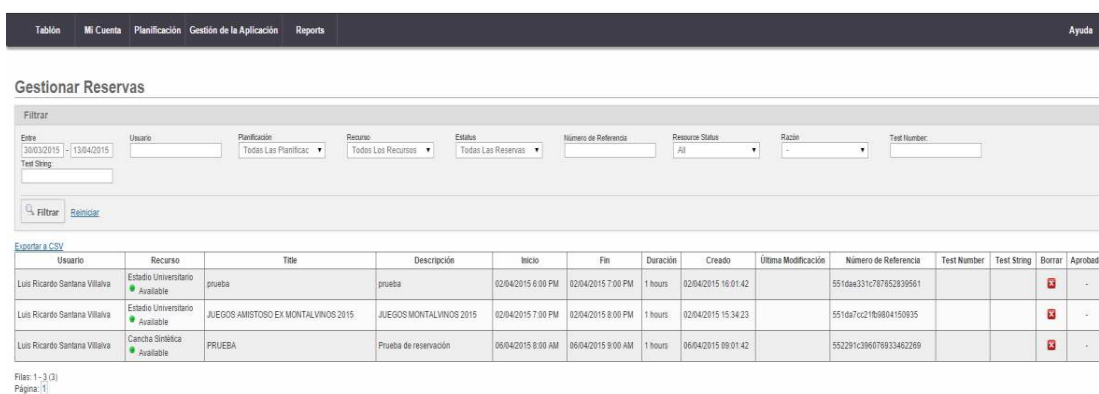 Tablón Mi Cuenta Planificación Gestión de la Aplicación Reports Ayuda
Gestionar Reservas
Filtrar
Entre Usuario Planificación Recurso Estatus Número de Referencia Resource Status Razón Test Number:
30/03/2015 - 13/04/2015 Todas Las Planificac Todos Los Recursos Todas Las Reservas All -
Test String:
Filtrar Reiniciar
Exportar a CSV
Usuario Recurso Title Descripción Inicio Fin Duración Creado Última Modificación Número de Referencia Test Number Test String Borrar Aprobad
Luis Ricardo Santana Villalva Estadio Universitario Available prueba prueba 02/04/2015 6:00 PM 02/04/2015 7:00 PM 1 hours 02/04/2015 16:01:42 551dae331c787652839561 -
Luis Ricardo Santana Villalva Estadio Universitario Available JUEGOS AMISTOSO EX MONTALVINOS 2015 JUEGOS MONTALVINOS 2015 02/04/2015 7:00 PM 02/04/2015 8:00 PM 1 hours 02/04/2015 15:34:23 551da7cc21fb9804150935 -
Luis Ricardo Santana Villalva Cancha Sintética Available PRUEBA Prueba de reservación 06/04/2015 8:00 AM 06/04/2015 9:00 AM 1 hours 06/04/2015 09:01:42 552291c396076933462269 -
Filas: 1 - 3 (3)
Página: 1